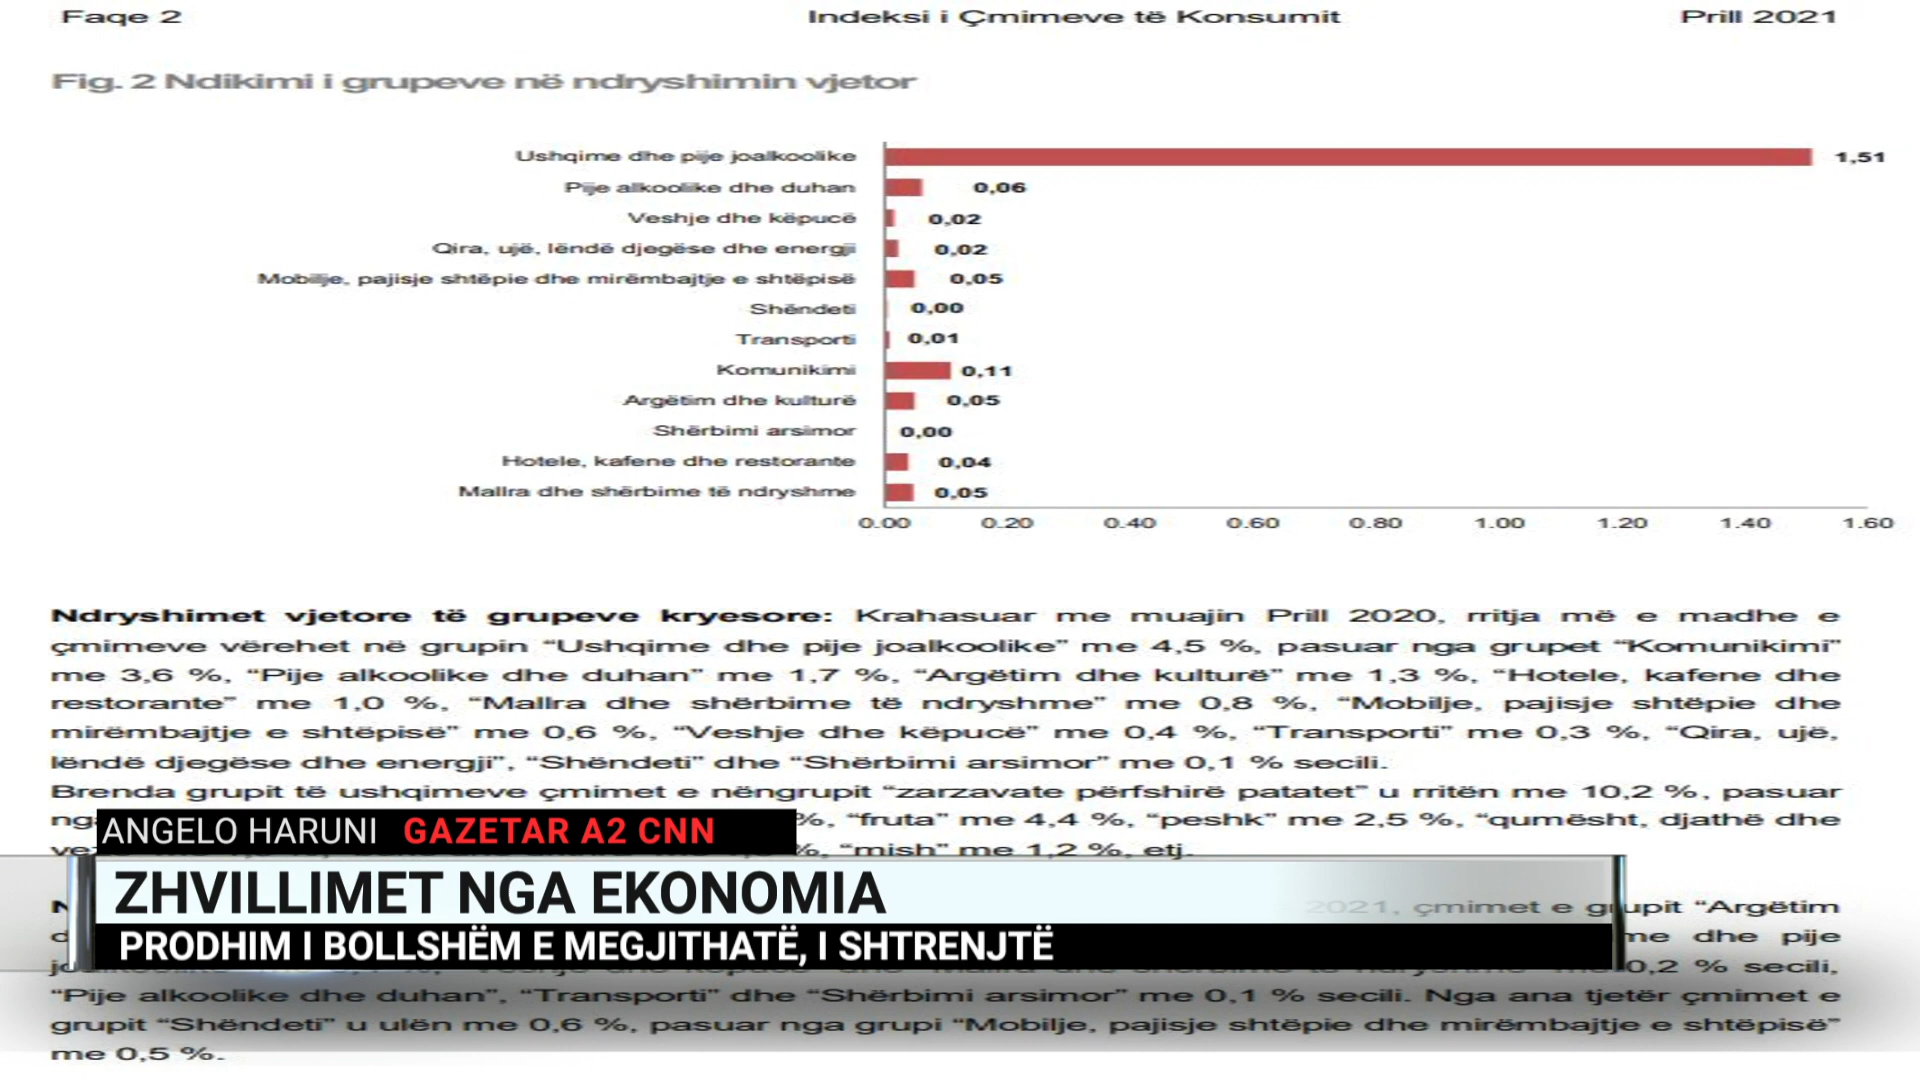 Faqe 2 Indeksi i Çmimeve të Konsumit Prill 2021
Fig. 2 Ndikimi i grupeve në ndryshimin vjetor
Ushqime dhe pije joalkoolike 1,51
Pije alkoolike dhe duhan 0,06
Veshje dhe këpucë 0,02
Qira, ujë, lëndë djegëse dhe energji 0,02
Mobilje, pajisje shtëpie dhe mirëmbajtje e shtëpisë 0,05
Shëndeti 0,00
Transporti 0,01
Komunikimi 0,11
Argëtim dhe kulturë 0,05
Shërbimi arsimor 0,00
Hotele, kafene dhe restorante 0,04
Mallra dhe shërbime të ndryshme 0,05
0.00 0.20 0.40 0.60 0.80 1.00 1.20 1.40 1.60
Ndryshimet vjetore të grupeve kryesore: Krahasuar me muajin Prill 2020, rritja më e madhe e
çmimeve vërehet në grupin “Ushqime dhe pije joalkoolike” me 4,5 %, pasuar nga grupet “Komunikimi”
me 3,6 %, “Pije alkoolike dhe duhan” me 1,7 %, “Argëtim dhe kulturë” me 1,3 %, “Hotele, kafene dhe
restorante” me 1,0 %, “Mallra dhe shërbime të ndryshme” me 0,8 %, “Mobilje, pajisje shtëpie dhe
mirëmbajtje e shtëpisë” me 0,6 %, “Veshje dhe këpucë” me 0,4 %, “Transporti” me 0,3 %, “Qira, ujë,
lëndë djegëse dhe energji”, “Shëndeti” dhe “Shërbimi arsimor” me 0,1 % secili.
Brenda grupit të ushqimeve çmimet e nëngrupit “zarzavate përfshirë patatet” u rritën me 10,2 %, pasuar
%, “fruta” me 4,4 %, “peshk” me 2,5 %, “qumësht, djathë dhe
%, “mish” me 1,2 %, etj.
ANGELO HARUNI GAZETAR A2 CNN
ZHVILLIMET NGA EKONOMIA
PRODHIM I BOLLSHËM E MEGJITHATË, I SHTRENJTË
2021, çmimet e grupit “Argëtim
dhe pije
0,2 % secili,
“Pije alkoolike dhe duhan”, “Transporti” dhe “Shërbimi arsimor” me 0,1 % secili. Nga ana tjetër çmimet e
grupit “Shëndeti” u ulën me 0,6 %, pasuar nga grupi “Mobilje, pajisje shtëpie dhe mirëmbajtje e shtëpisë”
me 0,5 %.